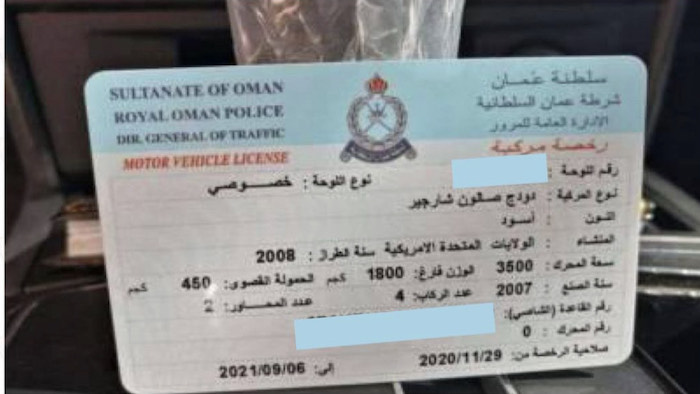 SULTANATE OF OMAN
ROYAL OMAN POLICE
DIR. GENERAL OF TRAFFIC
MOTOR VEHICLE LICENSE
سلطنة عمان
شرطة عمان السلطانية
الادارة العامة للمرور
رخصة مركبة
رقم اللوحة : نوع اللوحة : خصوصي
نوع المركبة : دودج صالون شارجير
اللون : أسود
المنشاء : الولايات المتحدة الامريكية سنة الطراز : 2008
سعة المحرك : 3500 الوزن فارغ : 1800 كجم الحمولة القصوى : 450 كجم
سنة الصنع : 2007 عدد الركاب : 4 عدد المحاور : 2
رقم القاعدة (الشاصي):
رقم المحرك : 0
صلاحية الرخصة من: 2020/11/29 إلى: 2021/09/06